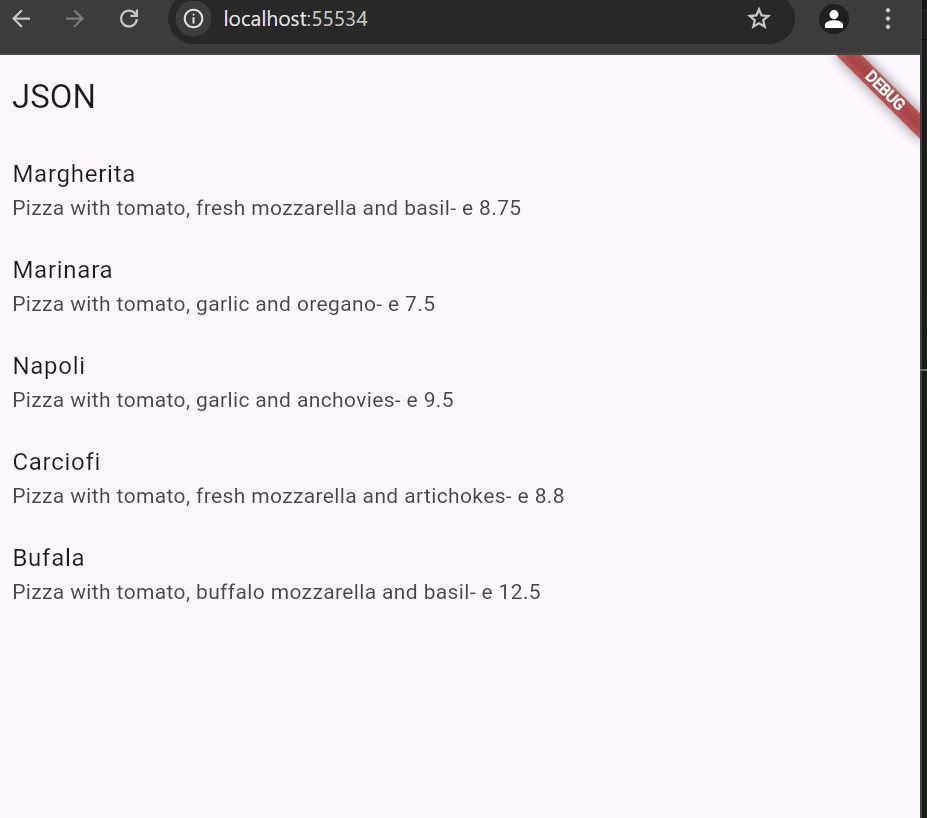 localhost:55534
DEBUG
JSON
Margherita
Pizza with tomato, fresh mozzarella and basil- e 8.75
Marinara
Pizza with tomato, garlic and oregano- e 7.5
Napoli
Pizza with tomato, garlic and anchovies- e 9.5
Carciofi
Pizza with tomato, fresh mozzarella and artichokes- e 8.8
Bufala
Pizza with tomato, buffalo mozzarella and basil- e 12.5